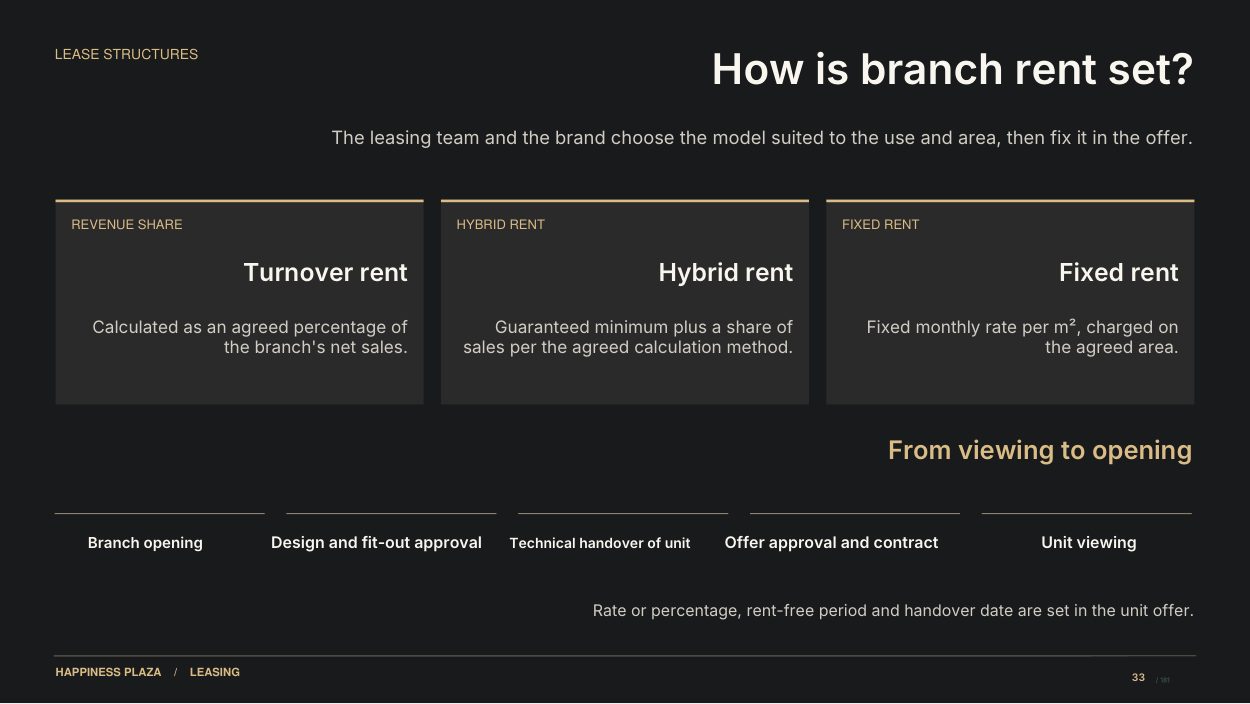 LEASE STRUCTURES
How is branch rent set?
The leasing team and the brand choose the model suited to the use and area, then fix it in the offer.
REVENUE SHARE
Turnover rent
Calculated as an agreed percentage of
the branch's net sales.
HYBRID RENT
Hybrid rent
Guaranteed minimum plus a share of
sales per the agreed calculation method.
FIXED RENT
Fixed rent
Fixed monthly rate per m², charged on
the agreed area.
From viewing to opening
Branch opening
Design and fit-out approval
Technical handover of unit
Offer approval and contract
Unit viewing
Rate or percentage, rent-free period and handover date are set in the unit offer.
HAPPINESS PLAZA / LEASING
33 / 181